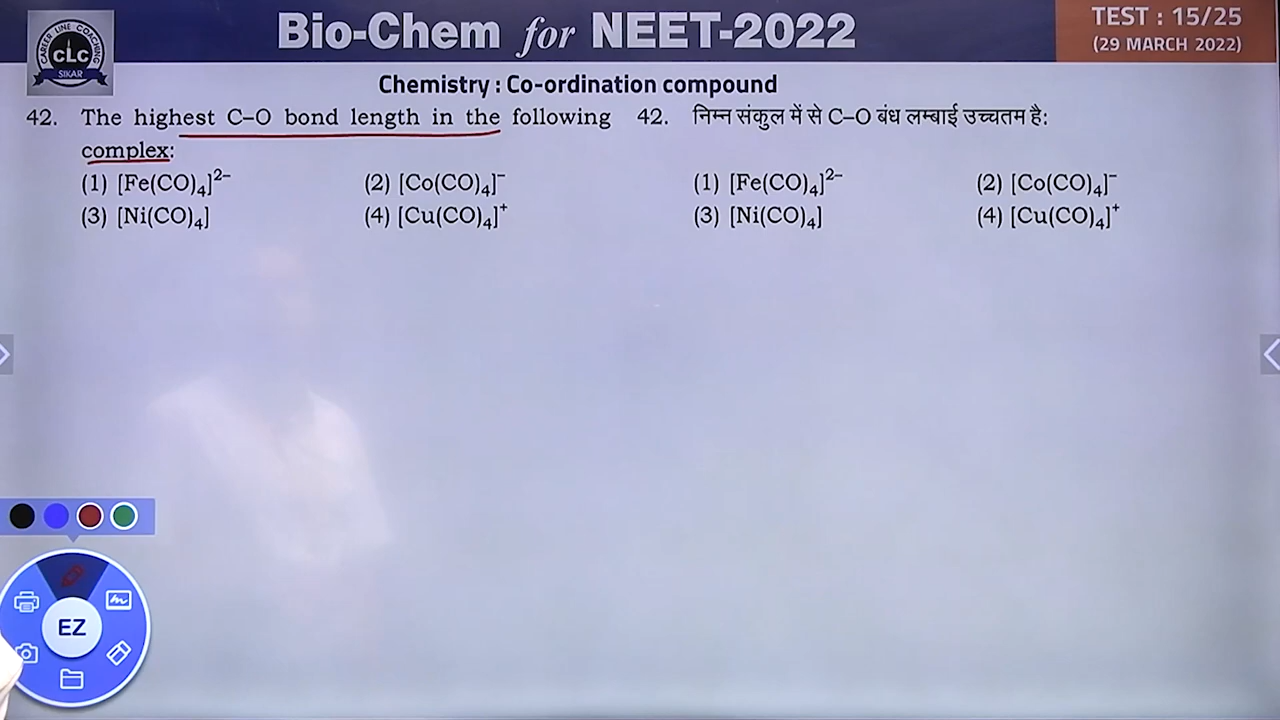 CAREER LINE COACHING
CLC
SIKAR
Bio-Chem for NEET-2022
TEST : 15/25
(29 MARCH 2022)
Chemistry : Co-ordination compound
42. The highest C–O bond length in the following
complex:
(1) [Fe(CO)₄]²⁻ (2) [Co(CO)₄]⁻
(3) [Ni(CO)₄] (4) [Cu(CO)₄]⁺
42. निम्न संकुल में से C–O बंध लम्बाई उच्चतम है:
(1) [Fe(CO)₄]²⁻ (2) [Co(CO)₄]⁻
(3) [Ni(CO)₄] (4) [Cu(CO)₄]⁺
EZ